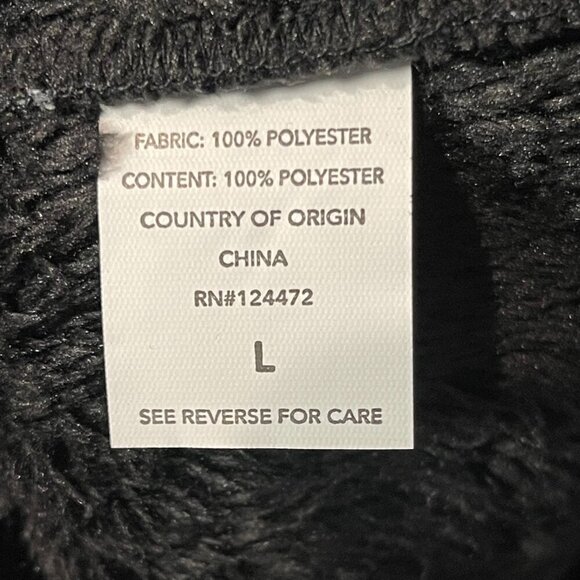 FABRIC: 100% POLYESTER
CONTENT: 100% POLYESTER
COUNTRY OF ORIGIN
CHINA
RN#124472
L
SEE REVERSE FOR CARE